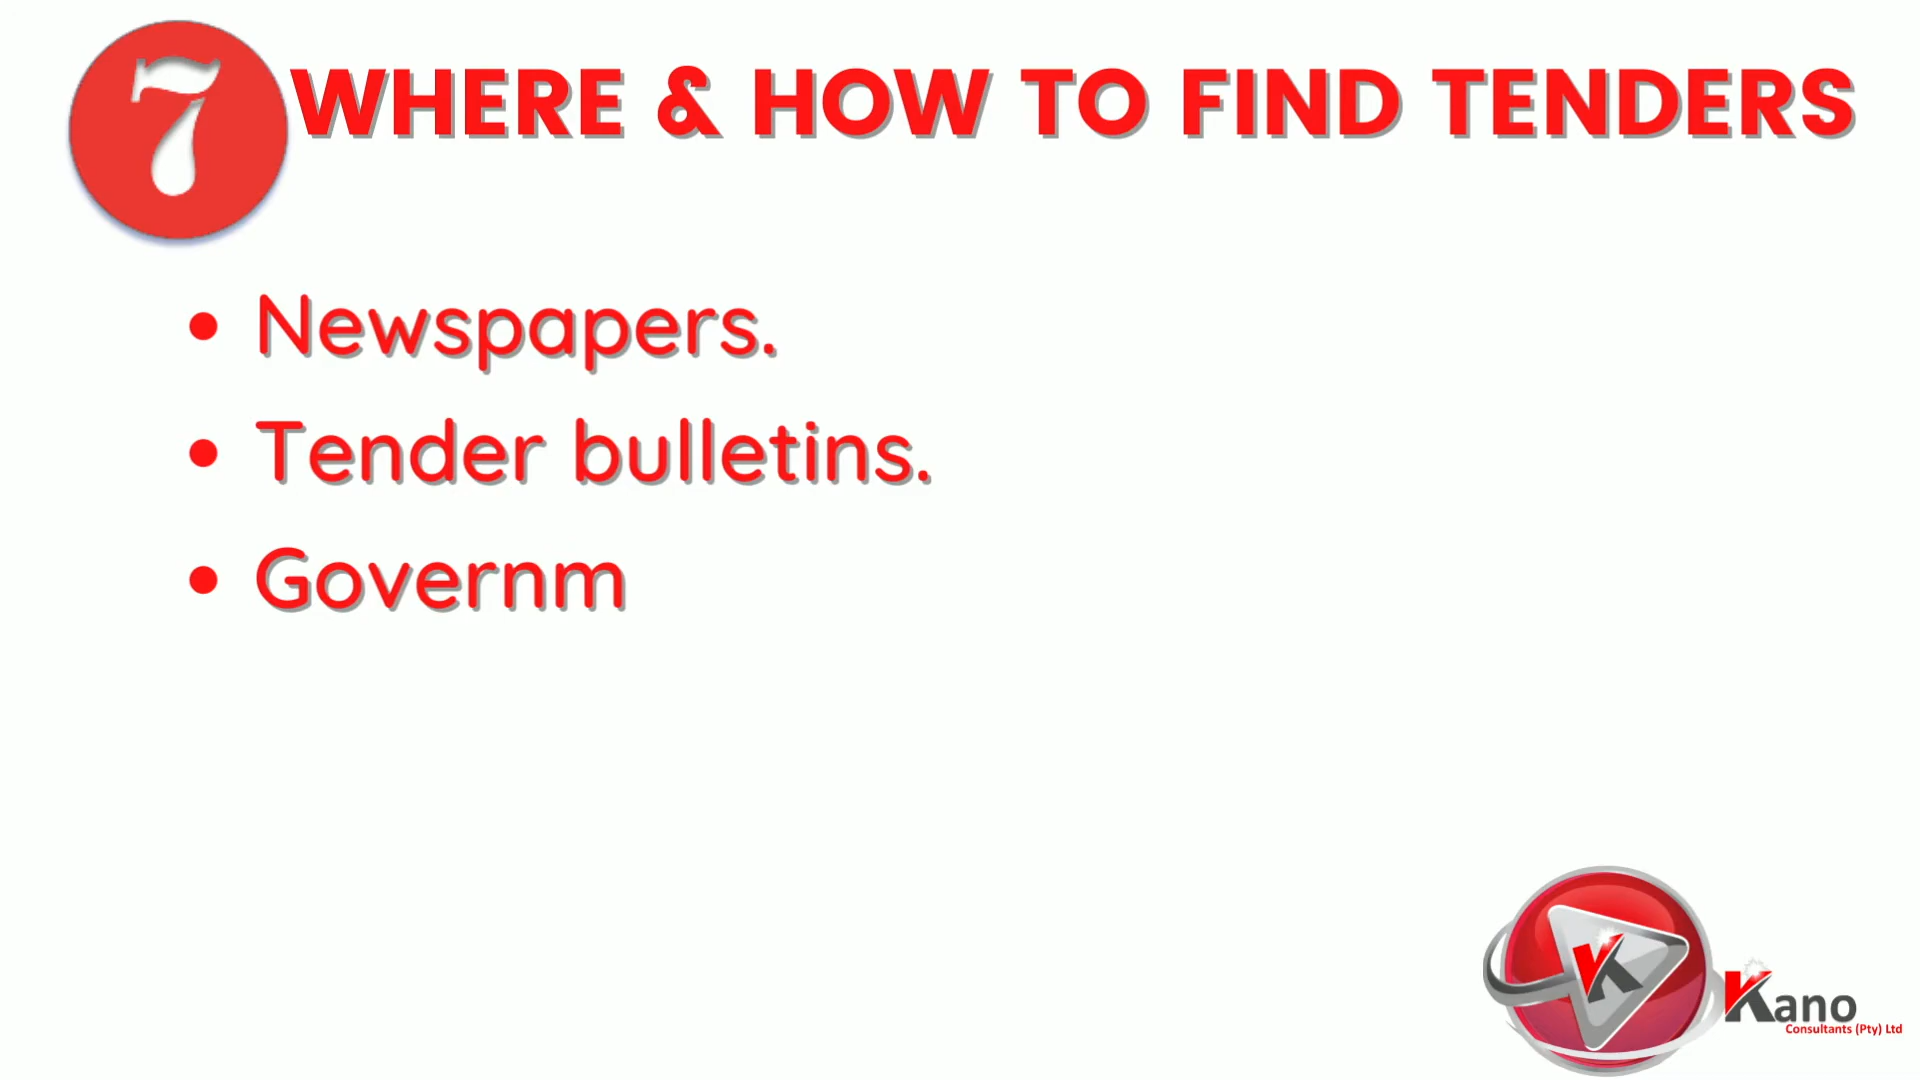 7
WHERE & HOW TO FIND TENDERS
• Newspapers.
• Tender bulletins.
• Governm
K
Kano
Consultants (Pty) Ltd